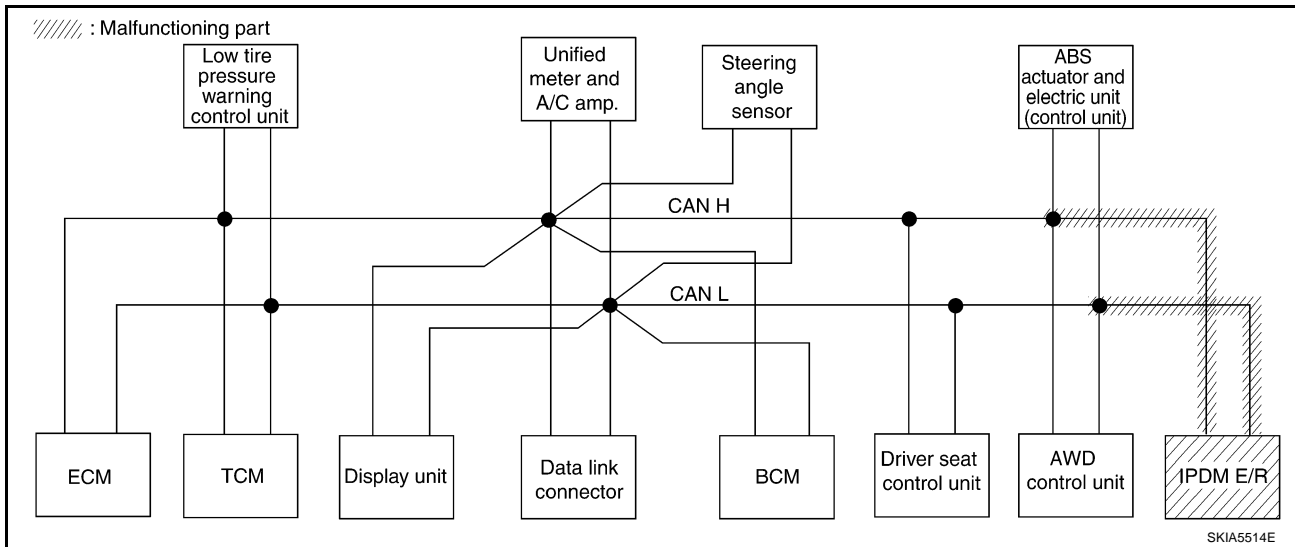 : Malfunctioning part
Low tire
pressure
warning
control unit
Unified
meter and
A/C amp.
Steering
angle
sensor
ABS
actuator and
electric unit
(control unit)
CAN H
CAN L
ECM
TCM
Display unit
Data link
connector
BCM
Driver seat
control unit
AWD
control unit
IPDM E/R
SKIA5514E